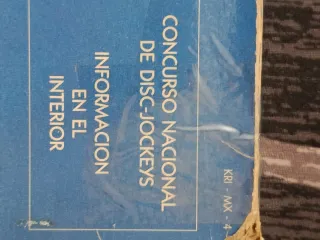 KRI - MX - 4
CONCURSO NACIONAL
DE DISC-JOCKEYS
INFORMACION
EN EL
INTERIOR